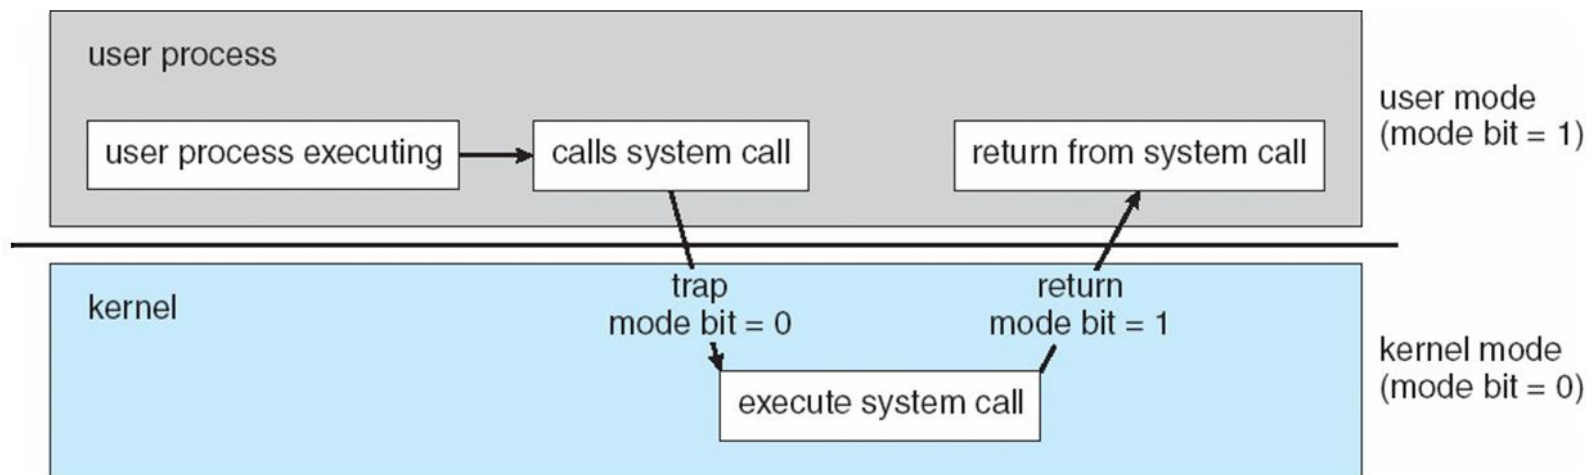 user process
user process executing
calls system call
return from system call
user mode
(mode bit = 1)
kernel
trap
mode bit = 0
return
mode bit = 1
execute system call
kernel mode
(mode bit = 0)